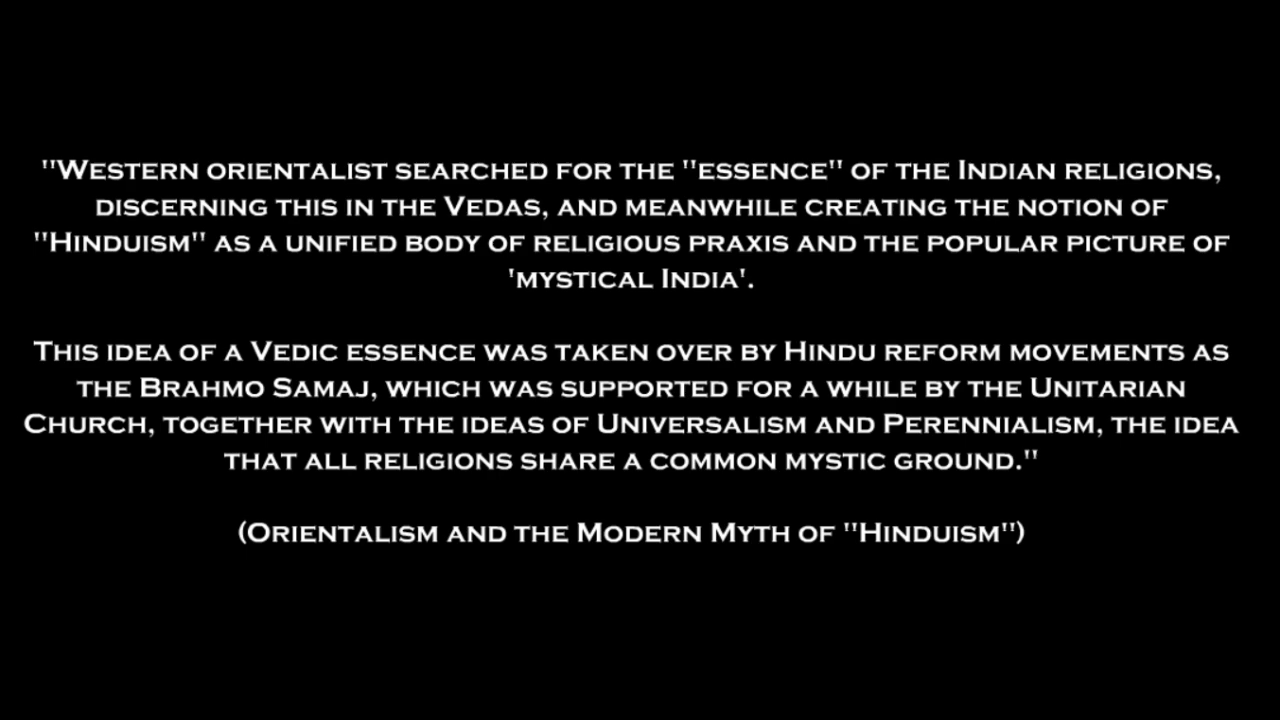 "Western orientalist searched for the "essence" of the Indian religions,
discerning this in the Vedas, and meanwhile creating the notion of
"Hinduism" as a unified body of religious praxis and the popular picture of
'mystical India'.
This idea of a Vedic essence was taken over by Hindu reform movements as
the Brahmo Samaj, which was supported for a while by the Unitarian
Church, together with the ideas of Universalism and Perennialism, the idea
that all religions share a common mystic ground."
(Orientalism and the Modern Myth of "Hinduism")